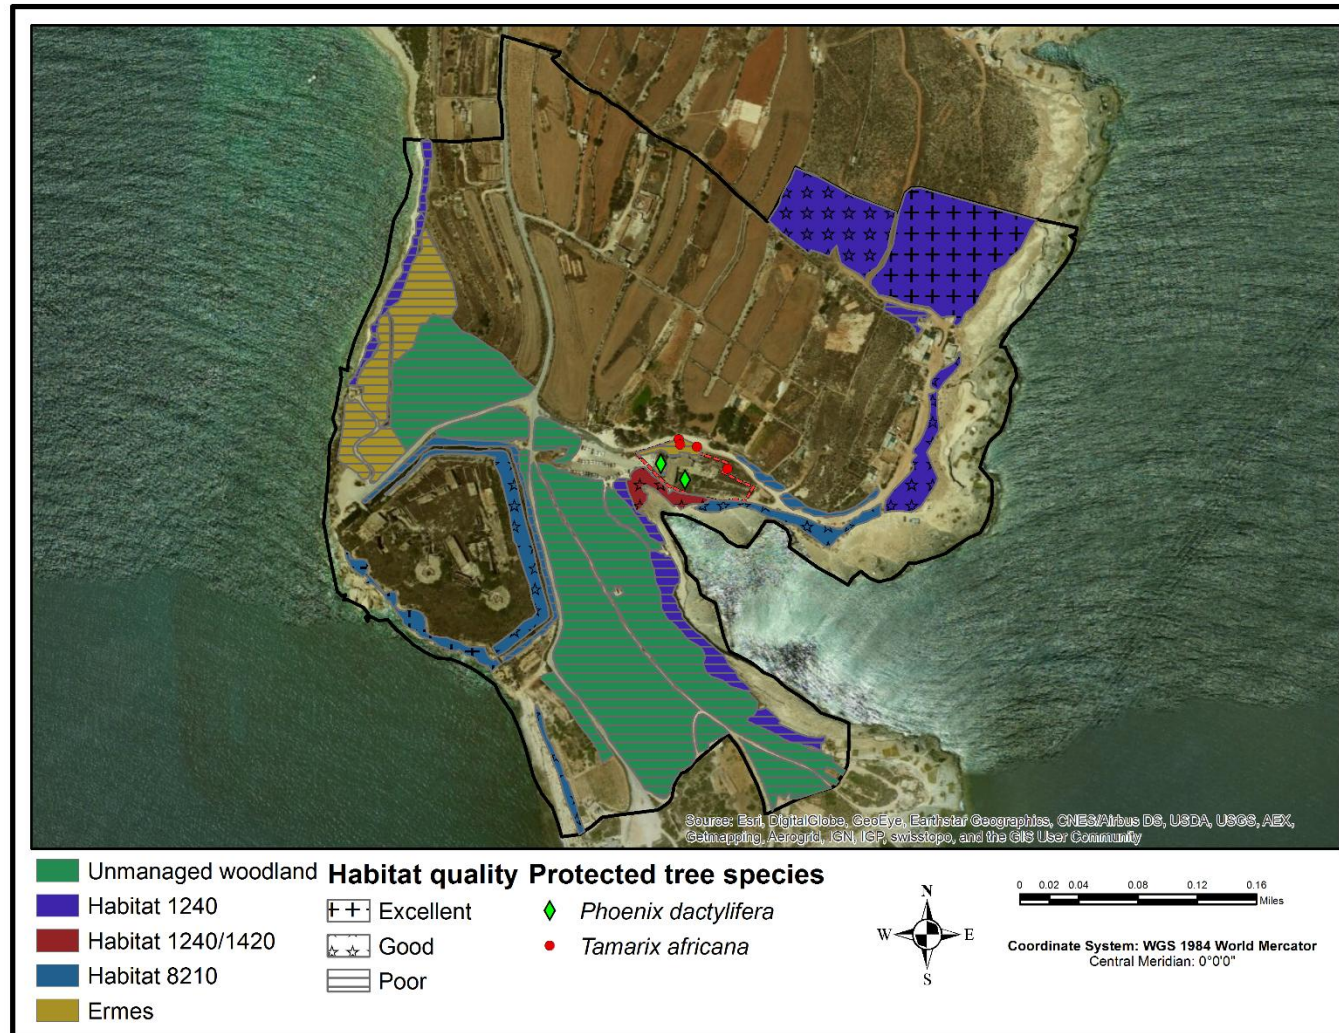 Source: Esri, DigitalGlobe, GeoEye, Earthstar Geographics, CNES/Airbus DS, USDA, USGS, AEX,
Getmapping, Aerogrid, IGN, IGP, swisstopo, and the GIS User Community
Unmanaged woodland
Habitat 1240
Habitat 1240/1420
Habitat 8210
Ermes
Habitat quality
Excellent
Good
Poor
Protected tree species
Phoenix dactylifera
Tamarix africana
N
W E
S
0 0.02 0.04 0.08 0.12 0.16
Miles
Coordinate System: WGS 1984 World Mercator
Central Meridian: 0°0'0"